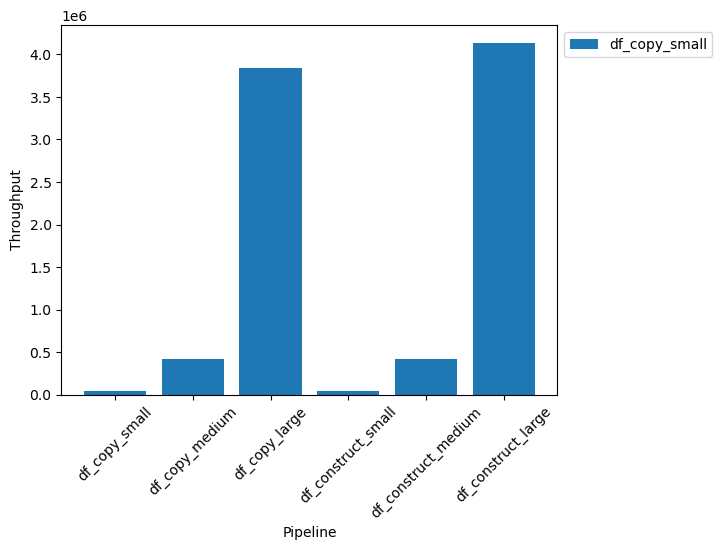 1e6
4.0
3.5
3.0
2.5
2.0
1.5
1.0
0.5
0.0
Throughput
df_copy_small
df_copy_medium
df_copy_large
df_construct_small
df_construct_medium
df_construct_large
Pipeline
df_copy_small